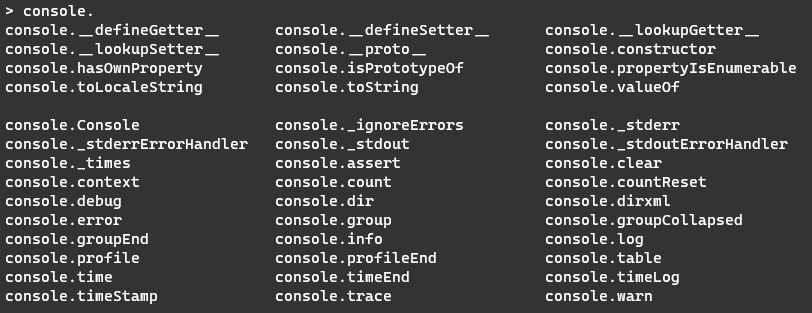 > console.
console.__defineGetter__ console.__defineSetter__ console.__lookupGetter__
console.__lookupSetter__ console.__proto__ console.constructor
console.hasOwnProperty console.isPrototypeOf console.propertyIsEnumerable
console.toLocaleString console.toString console.valueOf

console.Console console._ignoreErrors console._stderr
console._stderrErrorHandler console._stdout console._stdoutErrorHandler
console._times console.assert console.clear
console.context console.count console.countReset
console.debug console.dir console.dirxml
console.error console.group console.groupCollapsed
console.groupEnd console.info console.log
console.profile console.profileEnd console.table
console.time console.timeEnd console.timeLog
console.timeStamp console.trace console.warn